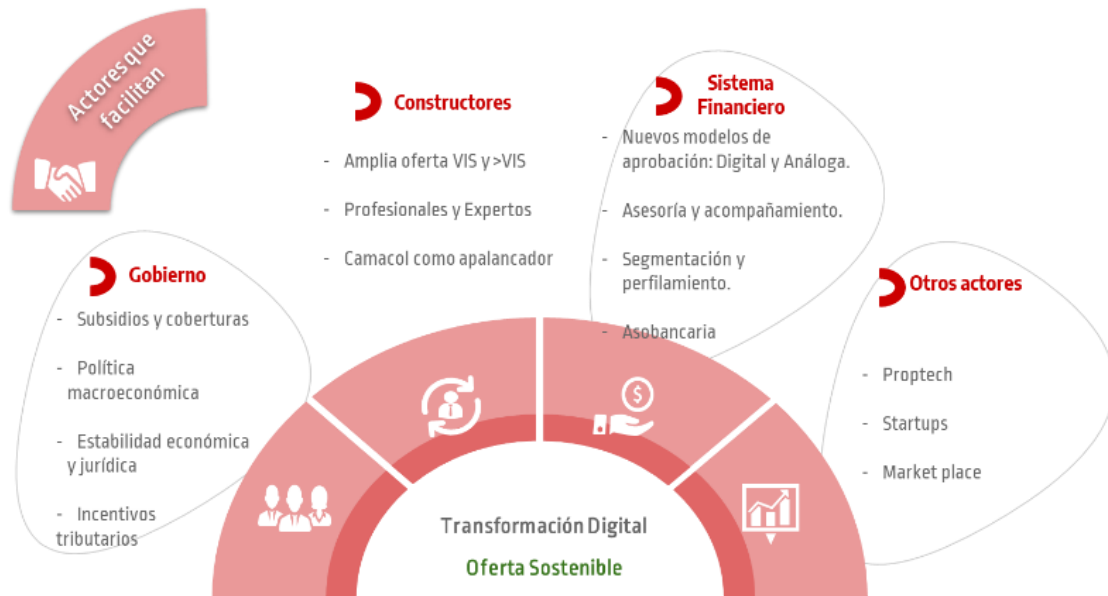 Actores que
facilitan
Gobierno
- Subsidios y coberturas
- Política
macroeconómica
- Estabilidad económica
y jurídica
- Incentivos
tributarios
Constructores
- Amplia oferta VIS y >VIS
- Profesionales y Expertos
- Camacol como apalancador
Sistema
Financiero
- Nuevos modelos de
aprobación: Digital y Análoga.
- Asesoría y acompañamiento.
- Segmentación y
perfilamiento.
- Asobancaria
Otros actores
- Proptech
- Startups
- Market place
$
Transformación Digital
Oferta Sostenible